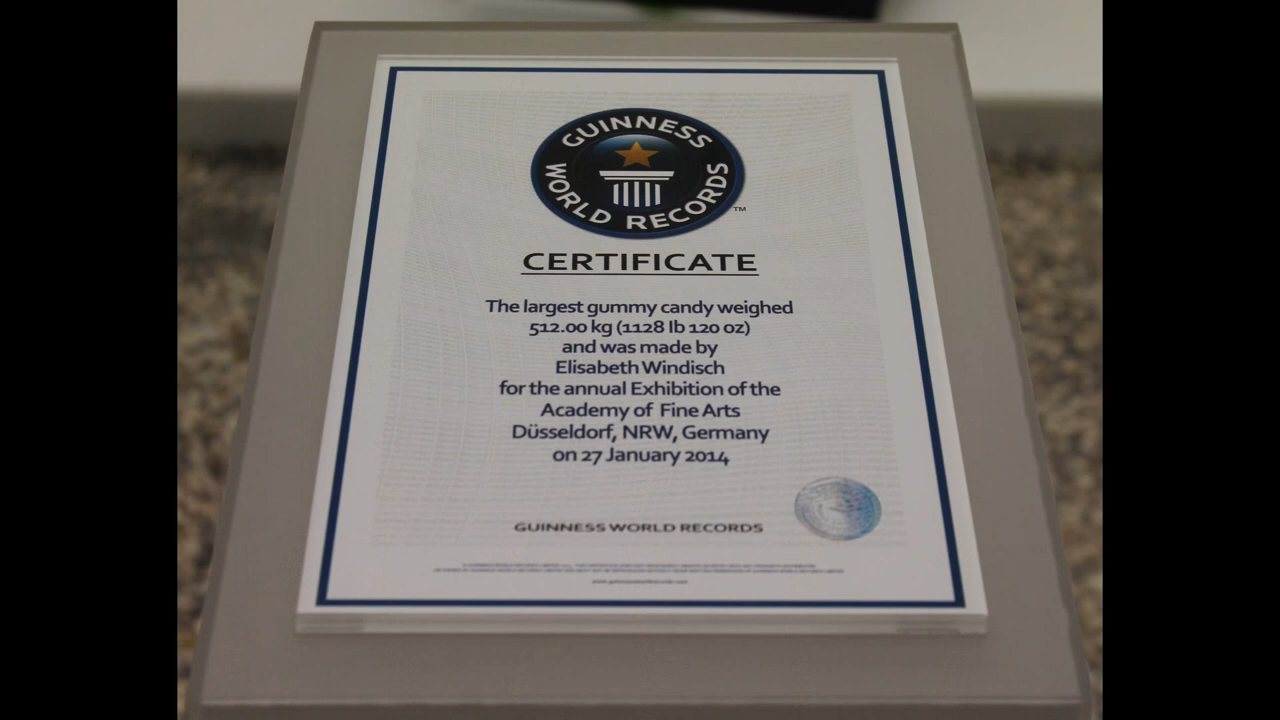 GUINNESS
WORLD RECORDS
TM
CERTIFICATE
The largest gummy candy weighed
512.00 kg (1128 lb 120 oz)
and was made by
Elisabeth Windisch
for the annual Exhibition of the
Academy of Fine Arts
Düsseldorf, NRW, Germany
on 27 January 2014
GUINNESS WORLD RECORDS